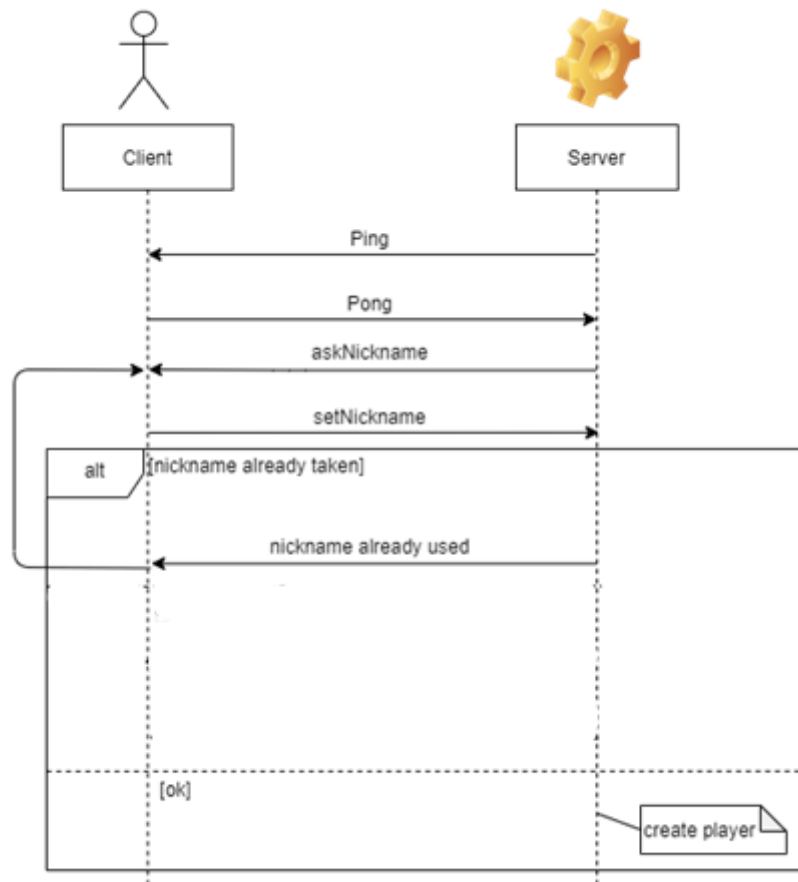 Client
Server
Ping
Pong
askNickname
setNickname
alt
[nickname already taken]
nickname already used
[ok]
create player